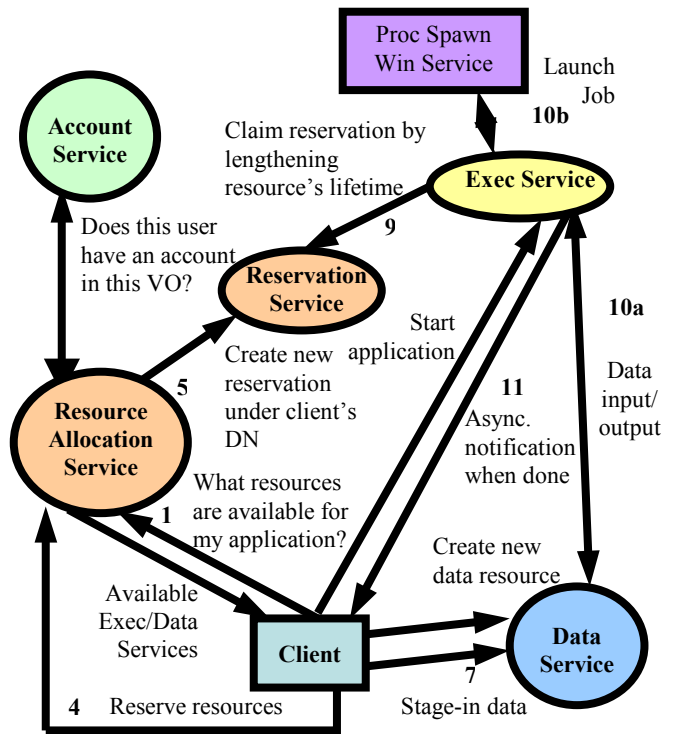 Proc Spawn
Win Service
Launch
Job
10b
Account
Service
Claim reservation by
lengthening
resource's lifetime
Exec Service
9
Does this user
have an account
in this VO?
Reservation
Service
10a
Start
application
Data
input/
output
5
Create new
reservation
under client's
DN
11
Async.
notification
when done
Resource
Allocation
Service
What resources
are available for
my application?
1
Create new
data resource
Available
Exec/Data
Services
Client
Data
Service
7
4
Reserve resources
Stage-in data